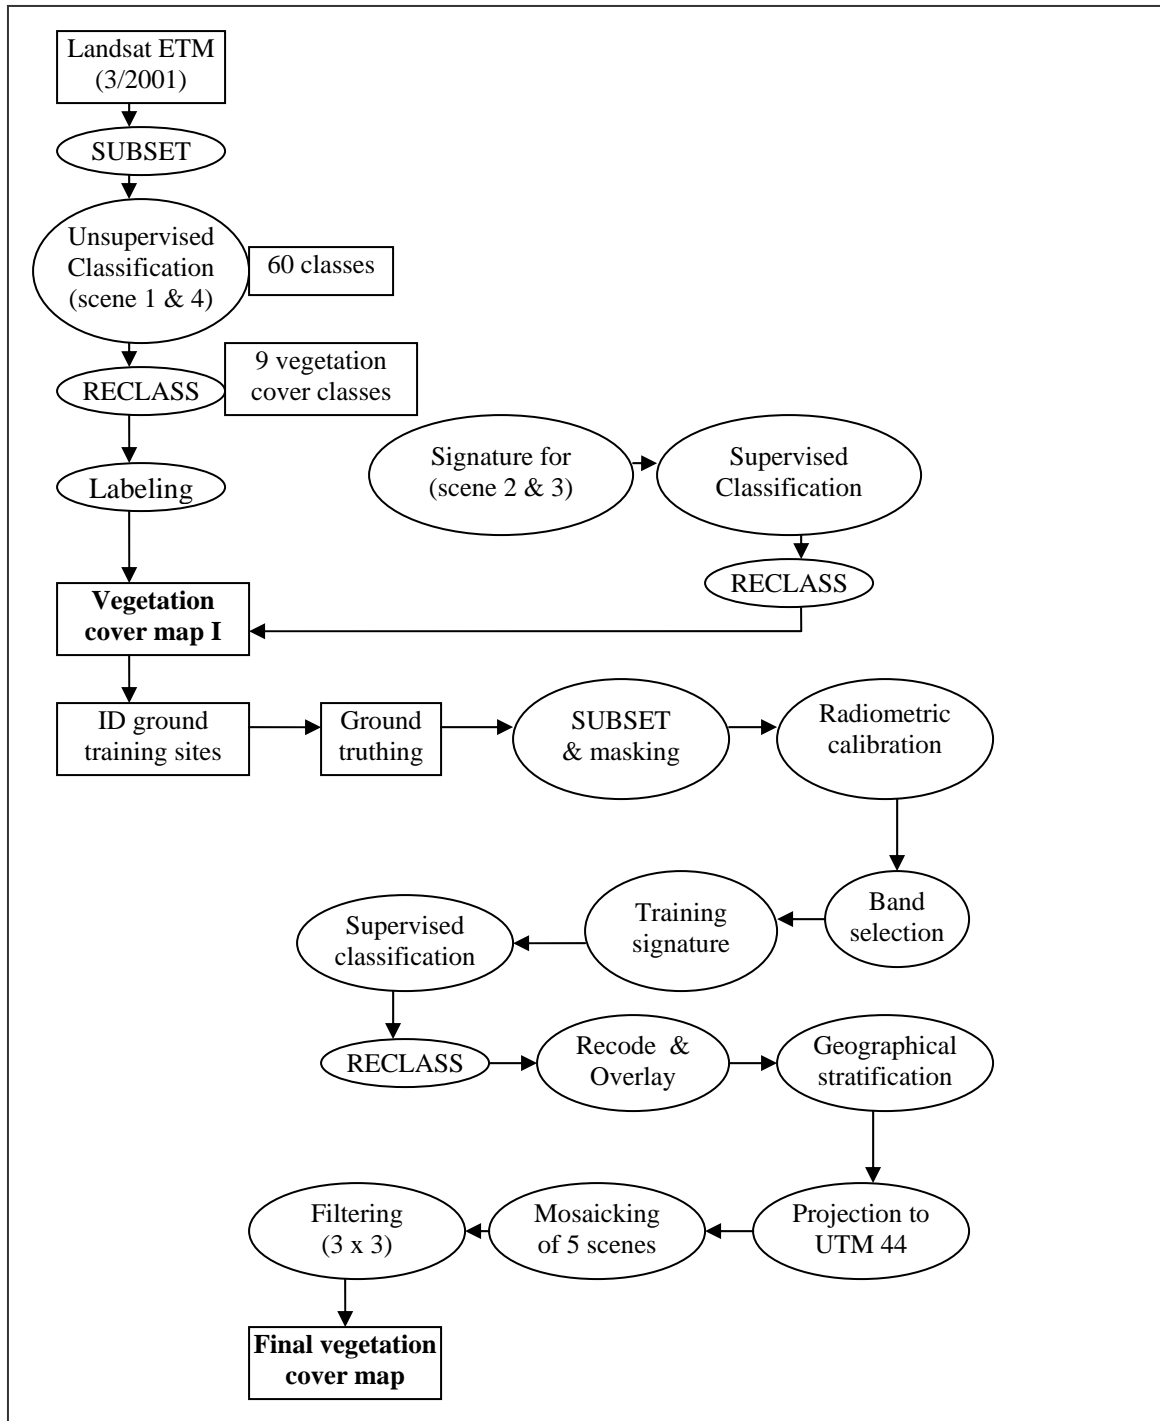 Landsat ETM
(3/2001)
SUBSET
Unsupervised
Classification
(scene 1 & 4)
60 classes
RECLASS
9 vegetation
cover classes
Labeling
Signature for
(scene 2 & 3)
Supervised
Classification
RECLASS
Vegetation
cover map I
ID ground
training sites
Ground
truthing
SUBSET
& masking
Radiometric
calibration
Band
selection
Training
signature
Supervised
classification
RECLASS
Recode &
Overlay
Geographical
stratification
Projection to
UTM 44
Mosaicking
of 5 scenes
Filtering
(3 x 3)
Final vegetation
cover map